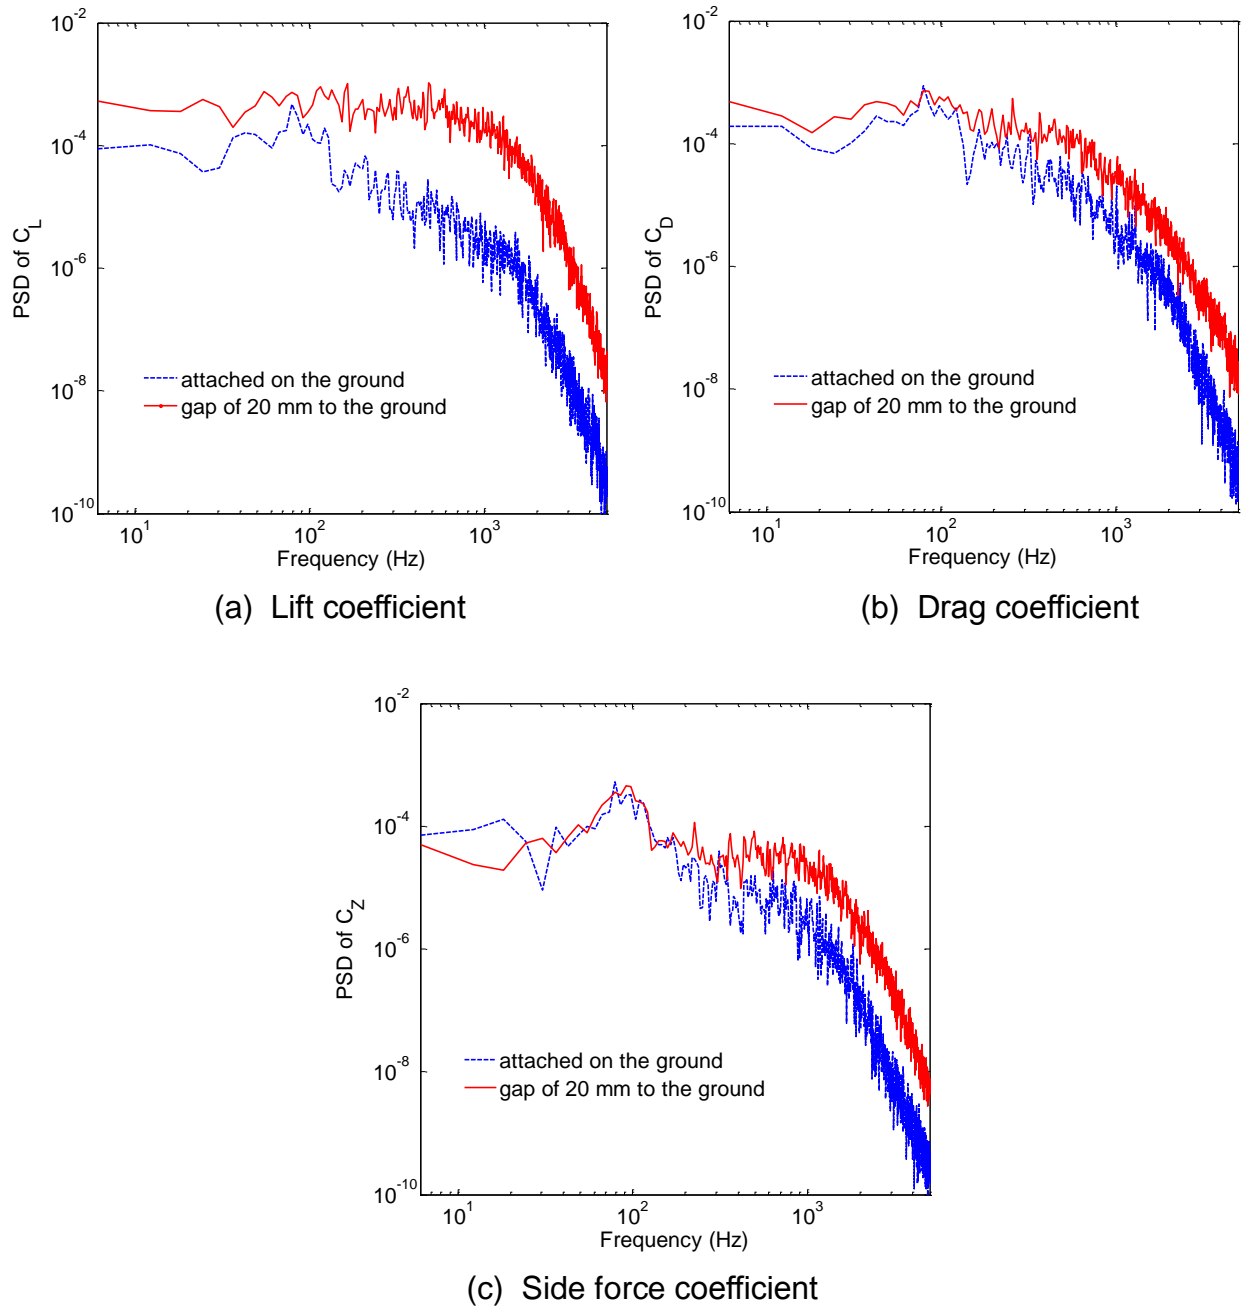 10^-2
10^-4
10^-6
10^-8
10^-10
PSD of C_L
attached on the ground
gap of 20 mm to the ground
10^1 10^2 10^3
Frequency (Hz)
(a) Lift coefficient
10^-2
10^-4
10^-6
10^-8
10^-10
PSD of C_D
attached on the ground
gap of 20 mm to the ground
10^1 10^2 10^3
Frequency (Hz)
(b) Drag coefficient
10^-2
10^-4
10^-6
10^-8
10^-10
PSD of C_Z
attached on the ground
gap of 20 mm to the ground
10^1 10^2 10^3
Frequency (Hz)
(c) Side force coefficient